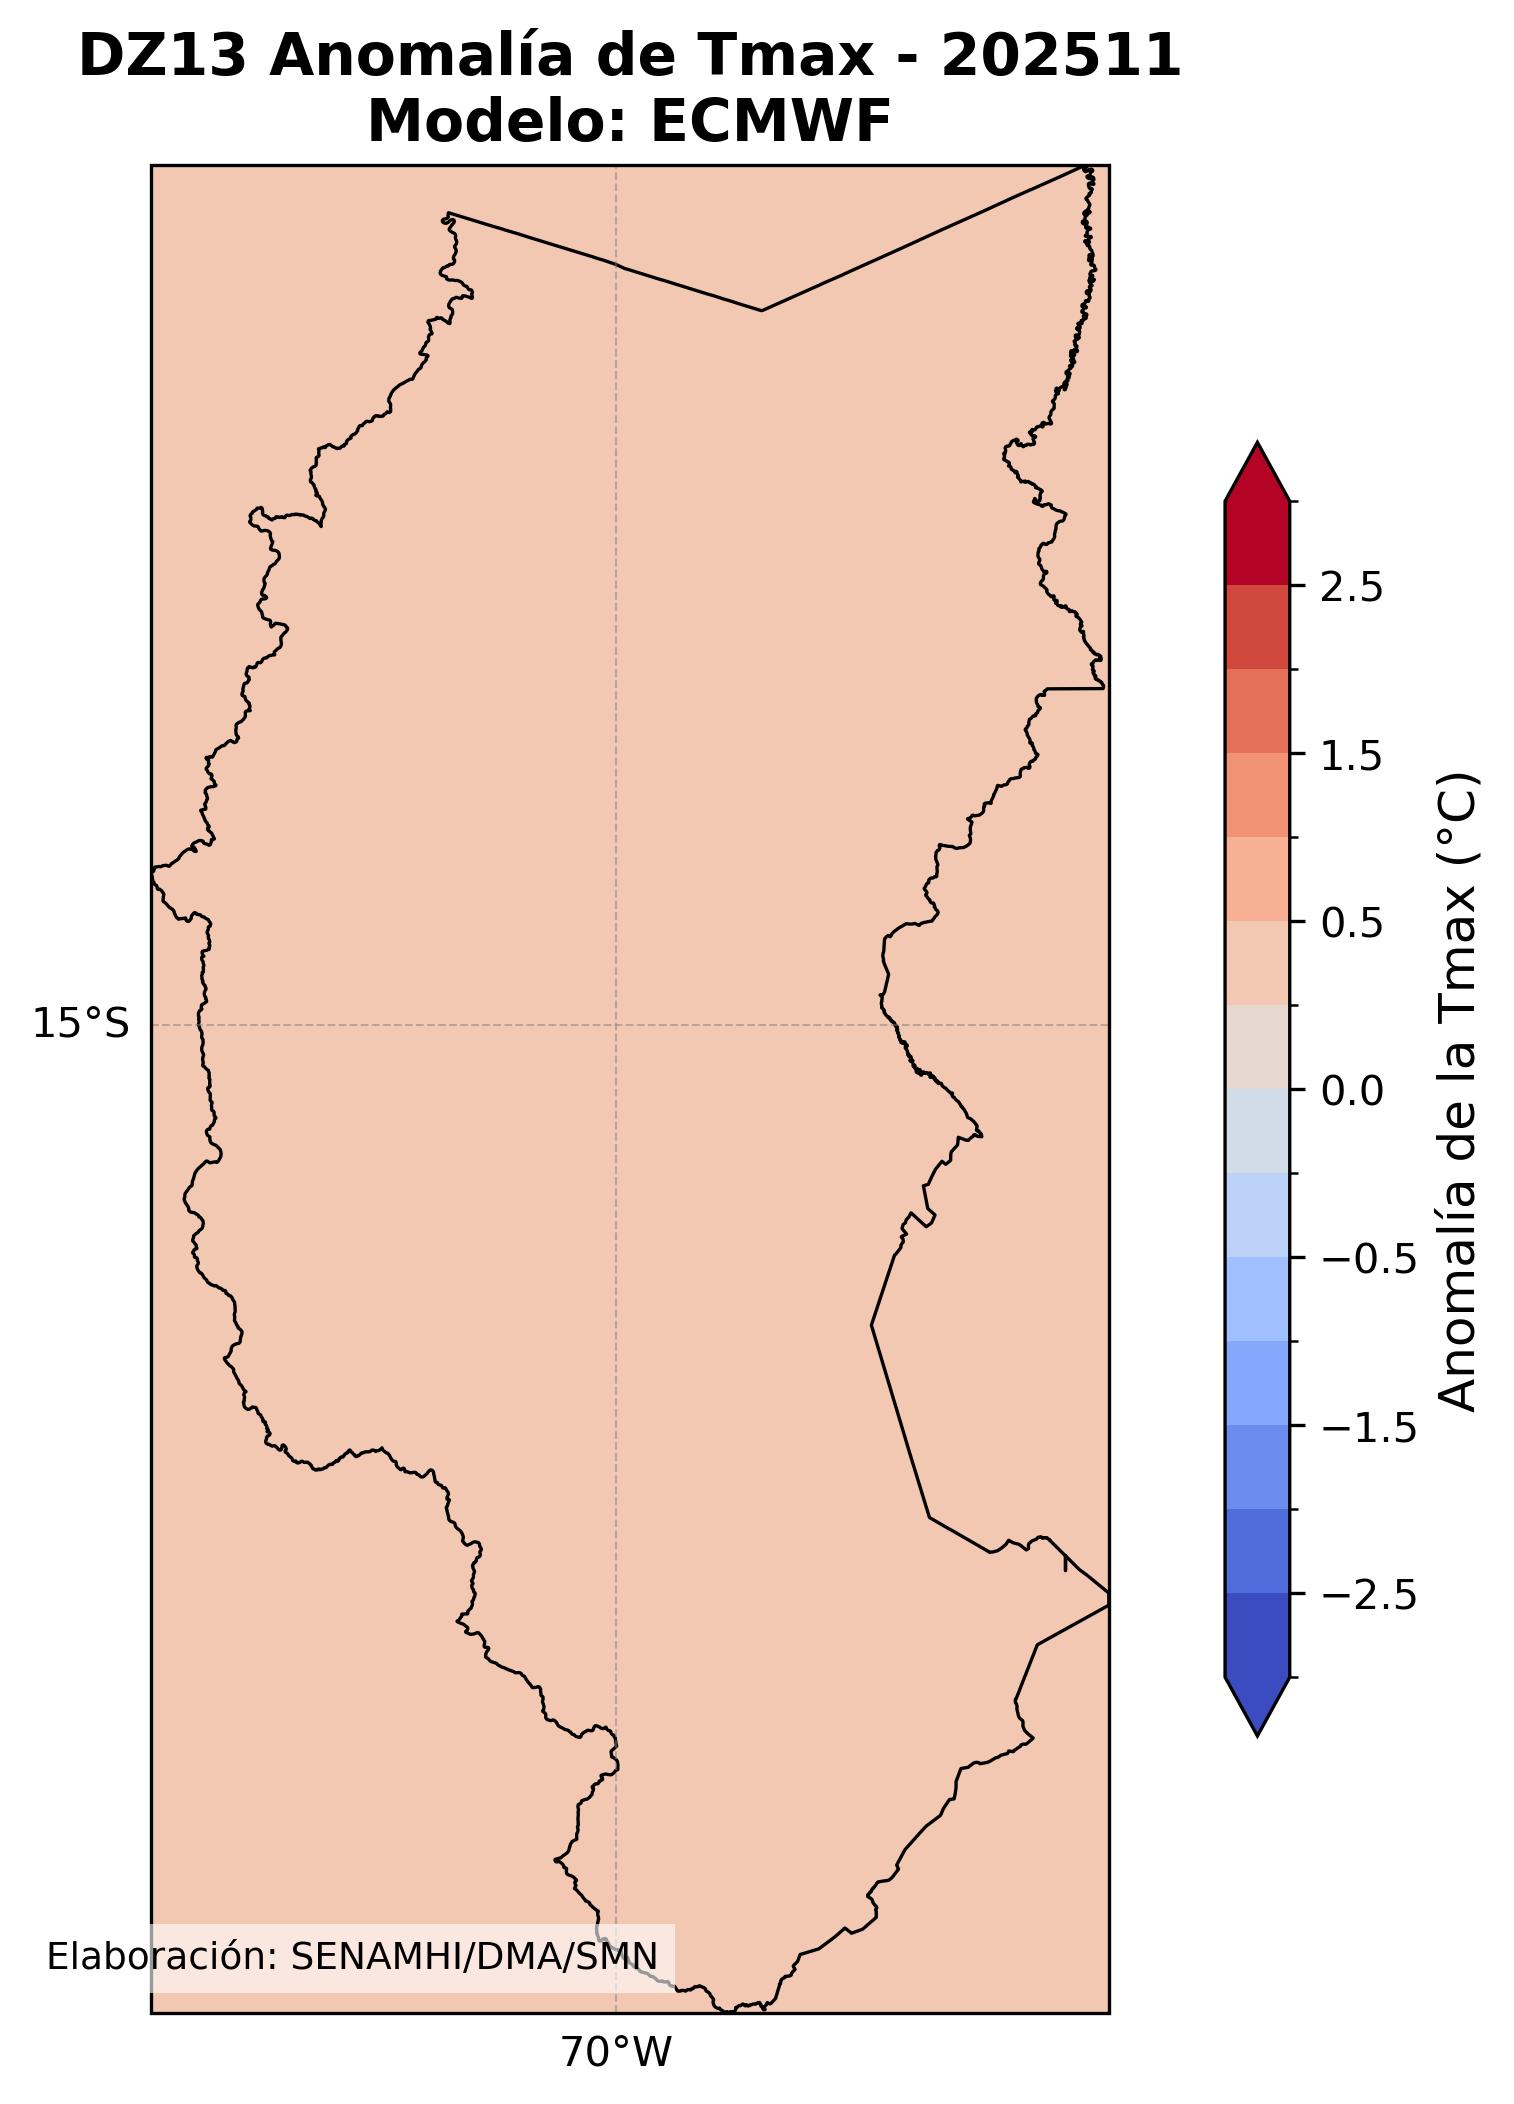 DZ13 Anomalía de Tmax - 202511
Modelo: ECMWF
2.5
1.5
0.5
0.0
−0.5
−1.5
−2.5
Anomalía de la Tmax (°C)
15°S
Elaboración: SENAMHI/DMA/SMN
70°W